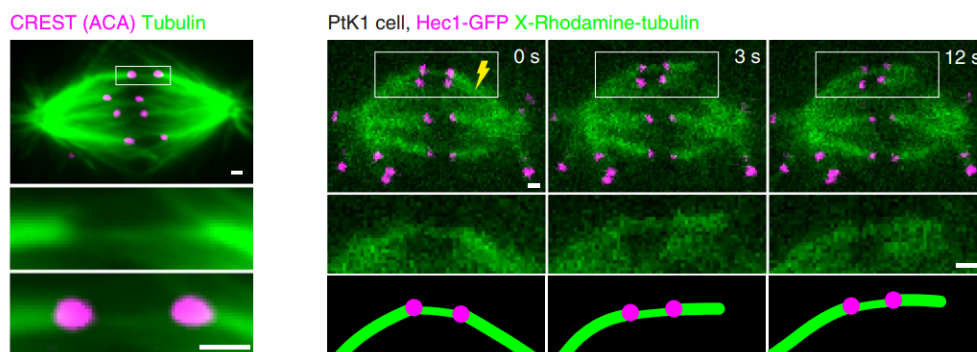 CREST (ACA) Tubulin
PtK1 cell, Hec1-GFP X-Rhodamine-tubulin
0 s
3 s
12 s